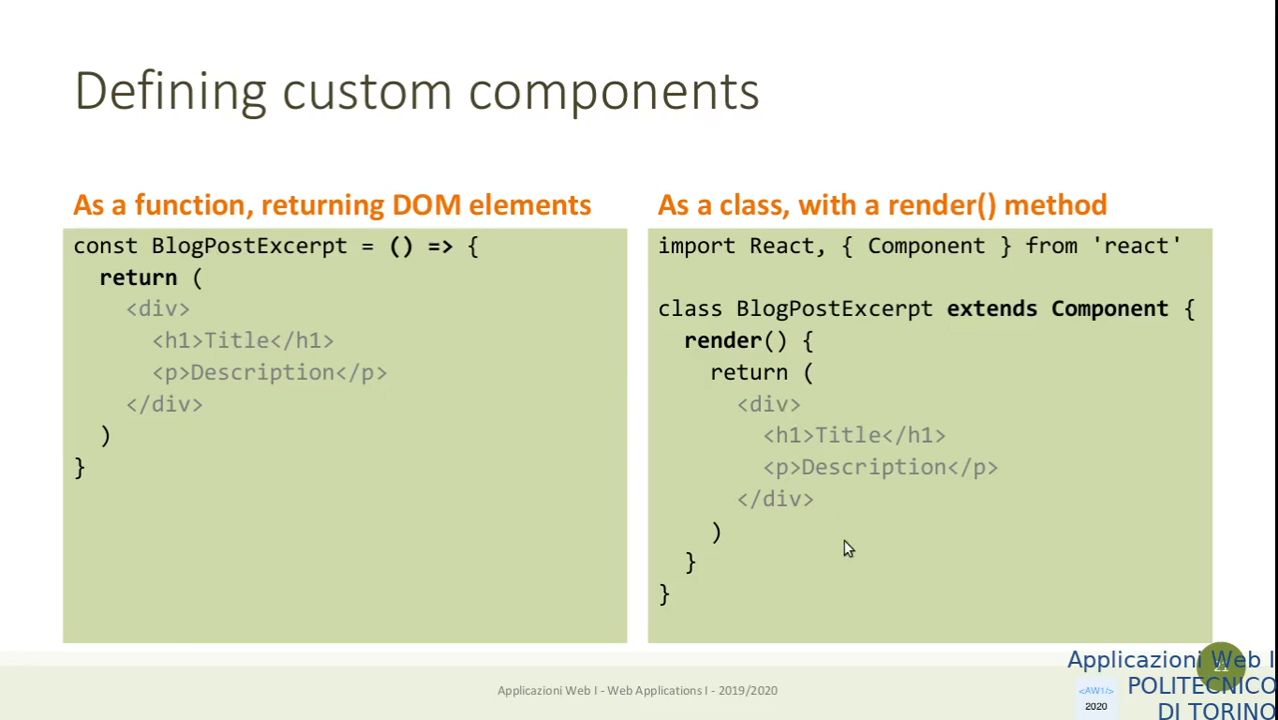 Defining custom components
As a function, returning DOM elements
const BlogPostExcerpt = () => {
  return (
    <div>
      <h1>Title</h1>
      <p>Description</p>
    </div>
  )
}
As a class, with a render() method
import React, { Component } from 'react'

class BlogPostExcerpt extends Component {
  render() {
    return (
      <div>
        <h1>Title</h1>
        <p>Description</p>
      </div>
    )
  }
}
Applicazioni Web I - Web Applications I - 2019/2020
Applicazioni Web I
POLITECNICO
DI TORINO
<AW1/>
2020